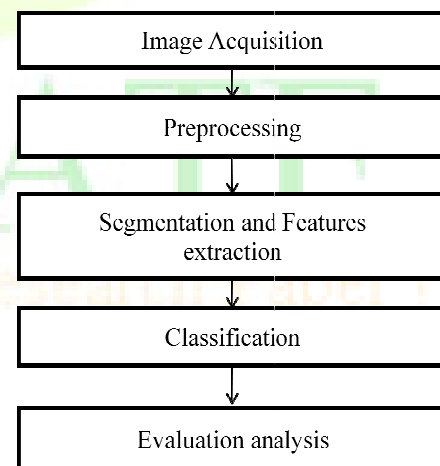 Image Acquisition
Preprocessing
Segmentation and Features
extraction
Classification
Evaluation analysis